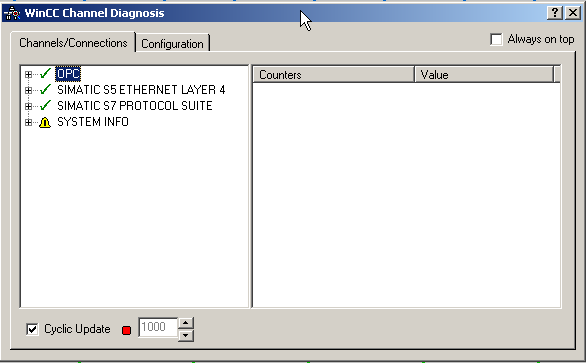 WinCC Channel Diagnosis
Channels/Connections Configuration Always on top
OPC
SIMATIC S5 ETHERNET LAYER 4
SIMATIC S7 PROTOCOL SUITE
SYSTEM INFO
Counters Value
Cyclic Update 1000